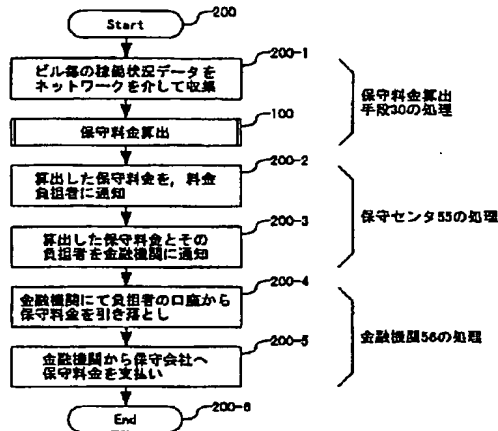 Start
200
ビル毎の稼働状況データを
ネットワークを介して収集
200-1
保守料金算出
100
保守料金算出
手段30の処理
算出した保守料金を，料金
負担者に通知
200-2
算出した保守料金とその
負担者を金融機関に通知
200-3
保守センタ55の処理
金融機関にて負担者の口座から
保守料金を引き落とし
200-4
金融機関から保守会社へ
保守料金を支払い
200-5
金融機関56の処理
End
200-6